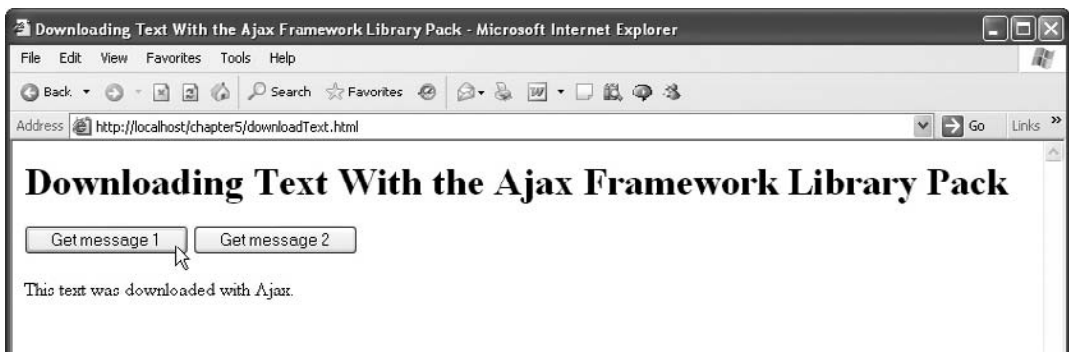 Downloading Text With the Ajax Framework Library Pack - Microsoft Internet Explorer
File Edit View Favorites Tools Help
Back Search Favorites
Address http://localhost/chapter5/downloadText.html Go Links »
Downloading Text With the Ajax Framework Library Pack
Get message 1 Get message 2
This text was downloaded with Ajax.